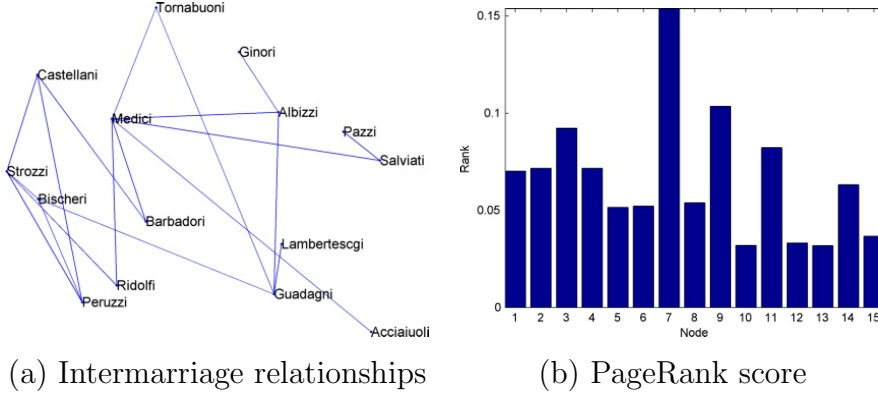 Tornabuoni
Ginori
Castellani
Medici
Albizzi
Pazzi
Salviati
Strozzi
Bischeri
Barbadori
Lambertescgi
Ridolfi
Guadagni
Peruzzi
Acciaiuoli
(a) Intermarriage relationships
0.15
0.1
Rank
0.05
0
1 2 3 4 5 6 7 8 9 10 11 12 13 14 15
Node
(b) PageRank score